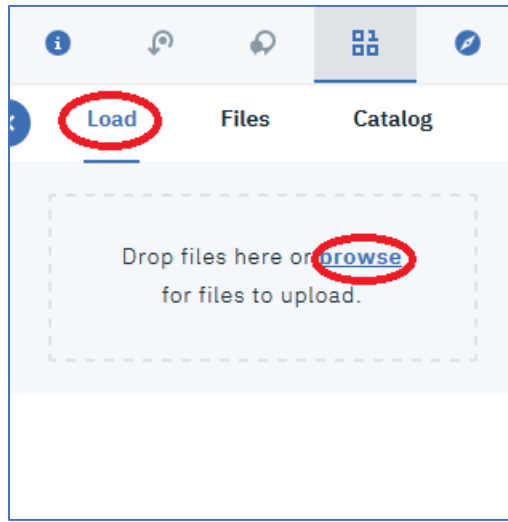 Load Files Catalog
Drop files here or browse
for files to upload.